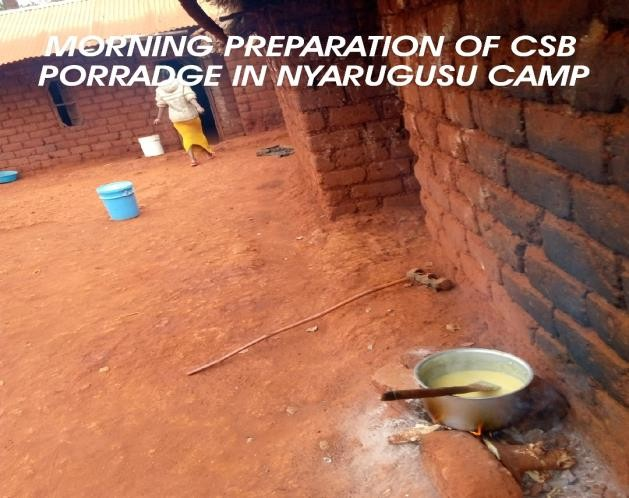 MORNING PREPARATION OF CSB
PORRADGE IN NYARUGUSU CAMP